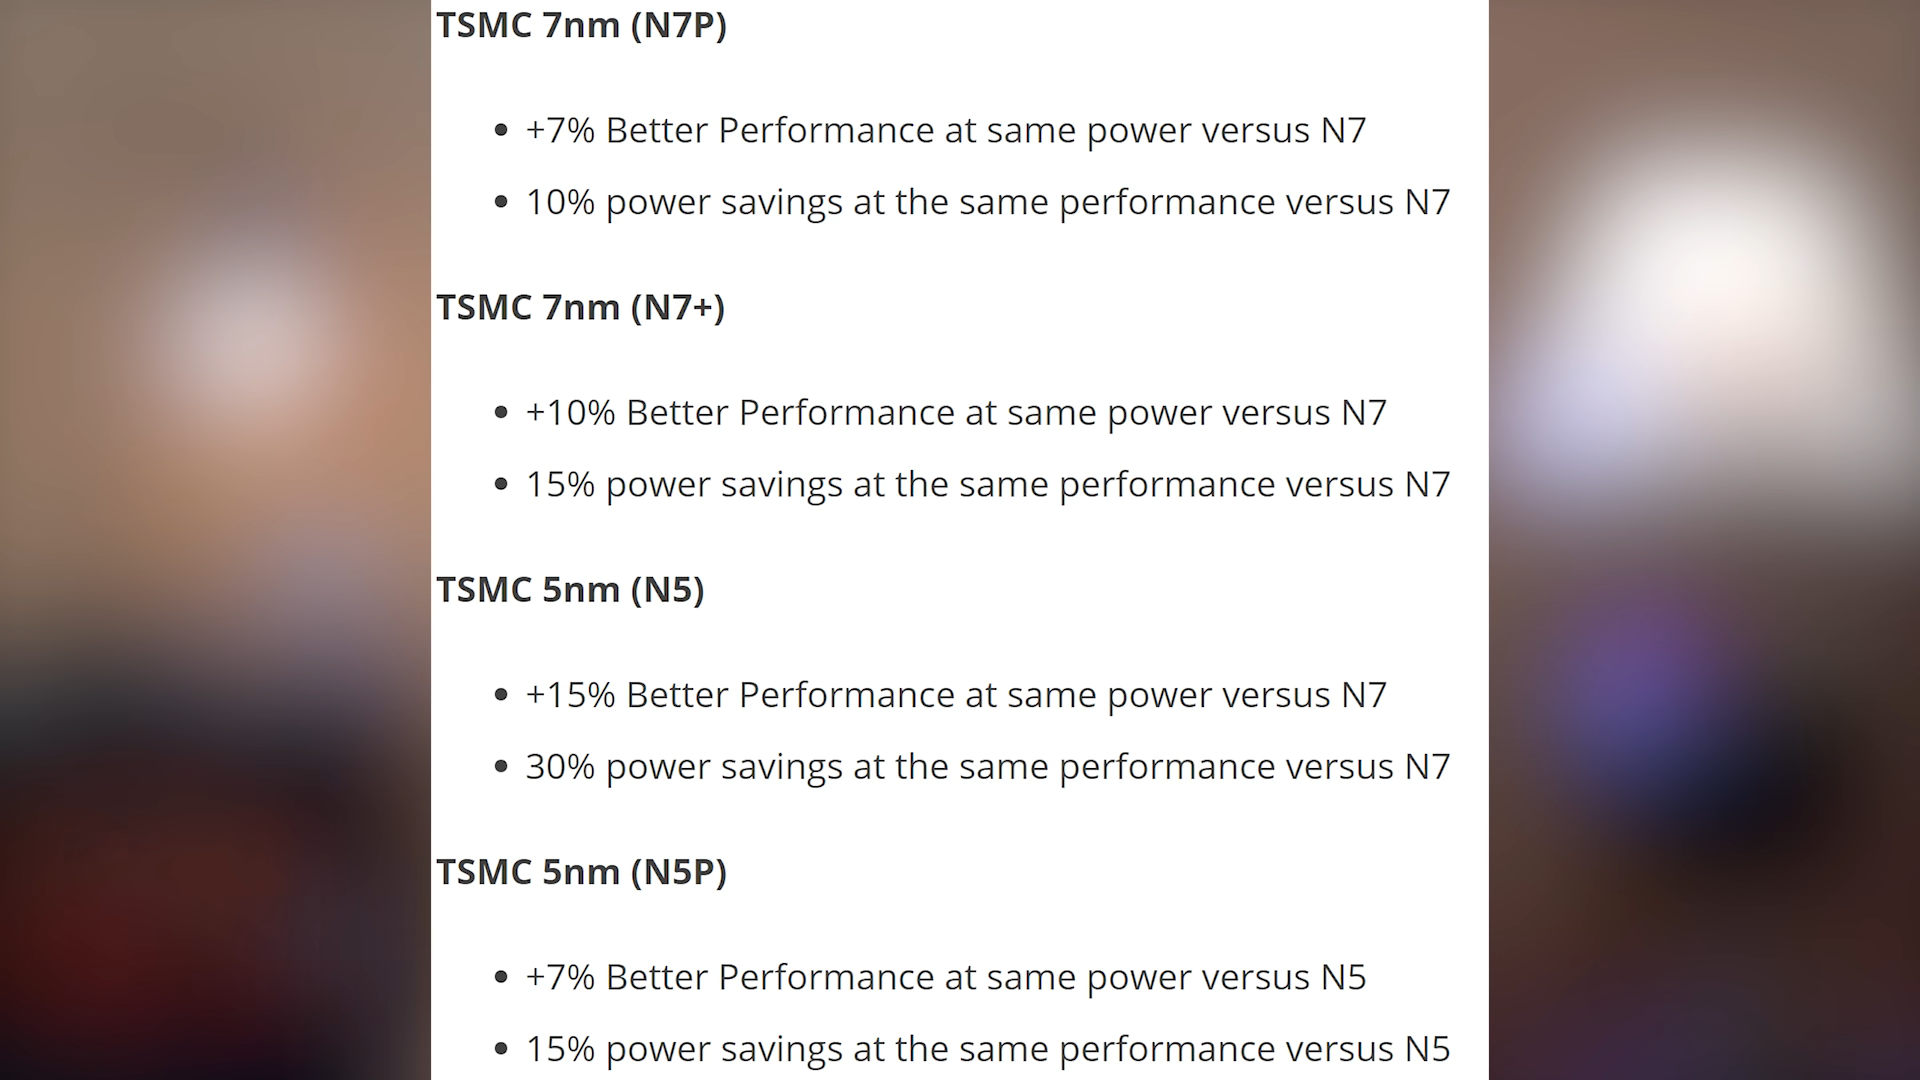 TSMC 7nm (N7P)
• +7% Better Performance at same power versus N7
• 10% power savings at the same performance versus N7
TSMC 7nm (N7+)
• +10% Better Performance at same power versus N7
• 15% power savings at the same performance versus N7
TSMC 5nm (N5)
• +15% Better Performance at same power versus N7
• 30% power savings at the same performance versus N7
TSMC 5nm (N5P)
• +7% Better Performance at same power versus N5
• 15% power savings at the same performance versus N5